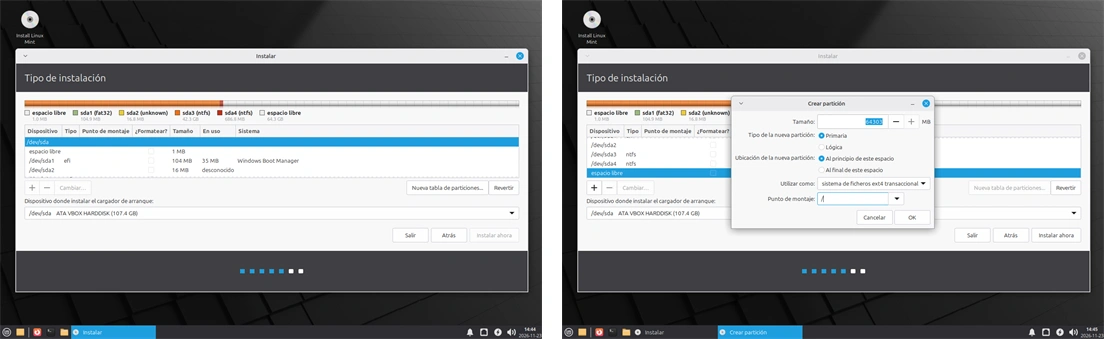 Install Linux
Mint
Instalar
Tipo de instalación
espacio libre sda1 (fat32) sda2 (unknown) sda3 (ntfs) sda4 (ntfs) espacio libre
1.0 MB 104.9 MB 16.8 MB 42.3 GB 686.8 MB 64.3 GB
Dispositivo Tipo Punto de montaje ¿Formatear? Tamaño En uso Sistema
/dev/sda
espacio libre 1 MB
/dev/sda1 efi 104 MB 35 MB Windows Boot Manager
/dev/sda2 16 MB desconocido
+ − Cambiar... Nueva tabla de particiones... Revertir
Dispositivo donde instalar el cargador de arranque:
/dev/sda ATA VBOX HARDDISK (107.4 GB)
Salir Atrás Instalar ahora
Instalar
14:44
2026-11-23
Install Linux
Mint
Instalar
Tipo de instalación
espacio libre sda1 (fat32) sda2 (unknown)
1.0 MB 104.9 MB 16.8 MB
Dispositivo Tipo Punto de montaje ¿Formatear?
/dev/sda2
/dev/sda3 ntfs
/dev/sda4 ntfs
espacio libre
+ − Cambiar... Nueva tabla de particiones... Revertir
Dispositivo donde instalar el cargador de arranque:
/dev/sda ATA VBOX HARDDISK (107.4 GB)
Salir Atrás Instalar ahora
Crear partición
Tamaño: 64303 − + MB
Tipo de la nueva partición: Primaria
Lógica
Ubicación de la nueva partición: Al principio de este espacio
Al final de este espacio
Utilizar como: sistema de ficheros ext4 transaccional
Punto de montaje: /
Cancelar OK
Instalar Crear partición
14:45
2026-11-23